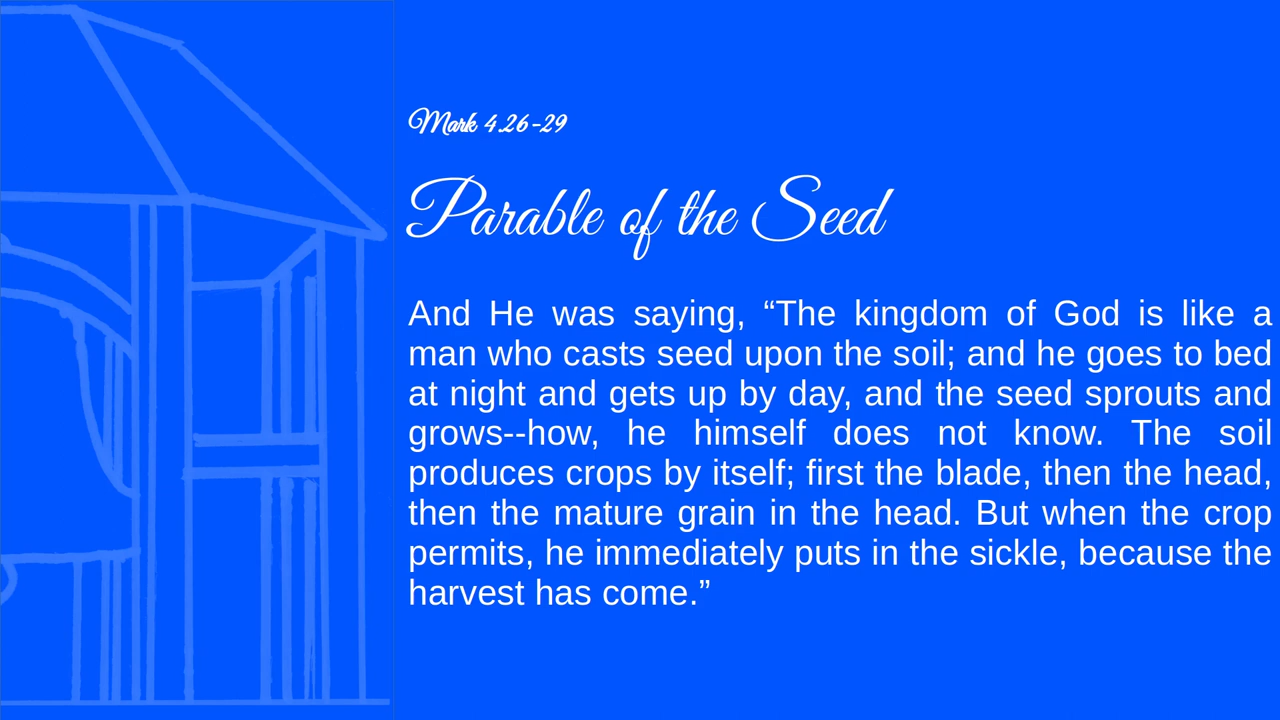 Mark 4.26-29
Parable of the Seed
And He was saying, “The kingdom of God is like a
man who casts seed upon the soil; and he goes to bed
at night and gets up by day, and the seed sprouts and
grows--how, he himself does not know. The soil
produces crops by itself; first the blade, then the head,
then the mature grain in the head. But when the crop
permits, he immediately puts in the sickle, because the
harvest has come.”